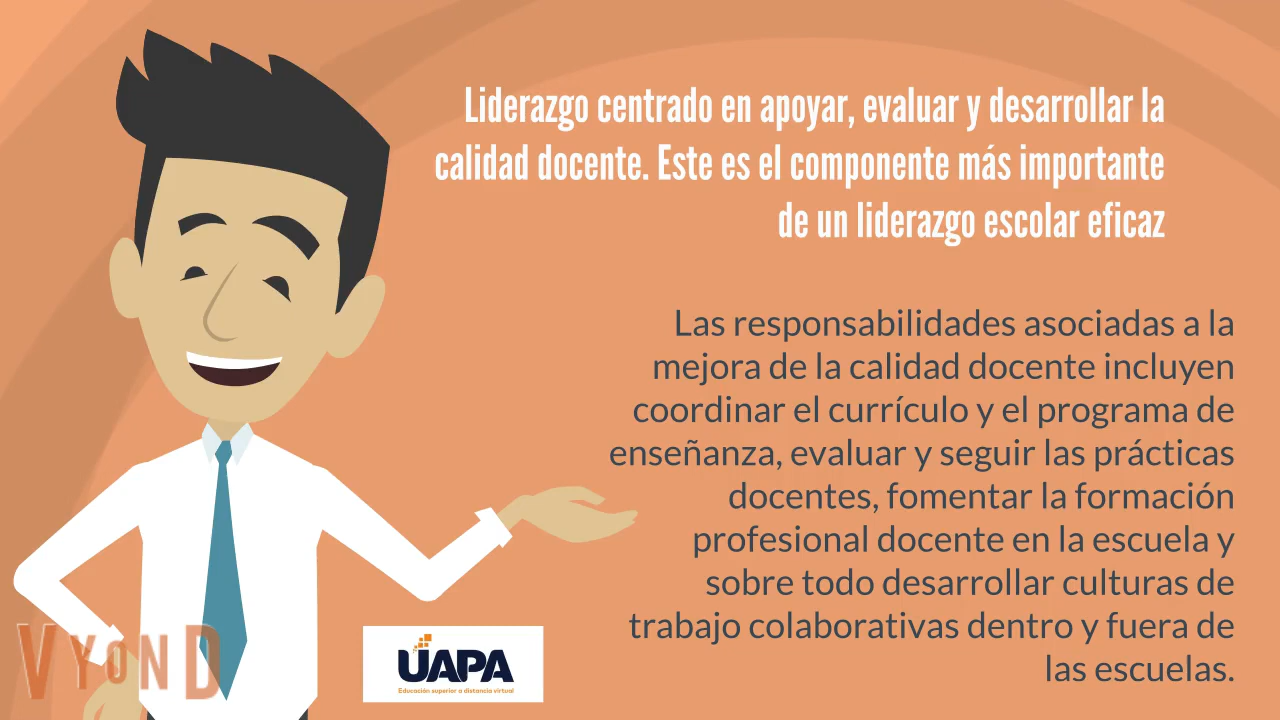 Liderazgo centrado en apoyar, evaluar y desarrollar la
calidad docente. Este es el componente más importante
de un liderazgo escolar eficaz
Las responsabilidades asociadas a la
mejora de la calidad docente incluyen
coordinar el currículo y el programa de
enseñanza, evaluar y seguir las prácticas
docentes, fomentar la formación
profesional docente en la escuela y
sobre todo desarrollar culturas de
trabajo colaborativas dentro y fuera de
las escuelas.
VYOND
UAPA
Educación superior a distancia virtual